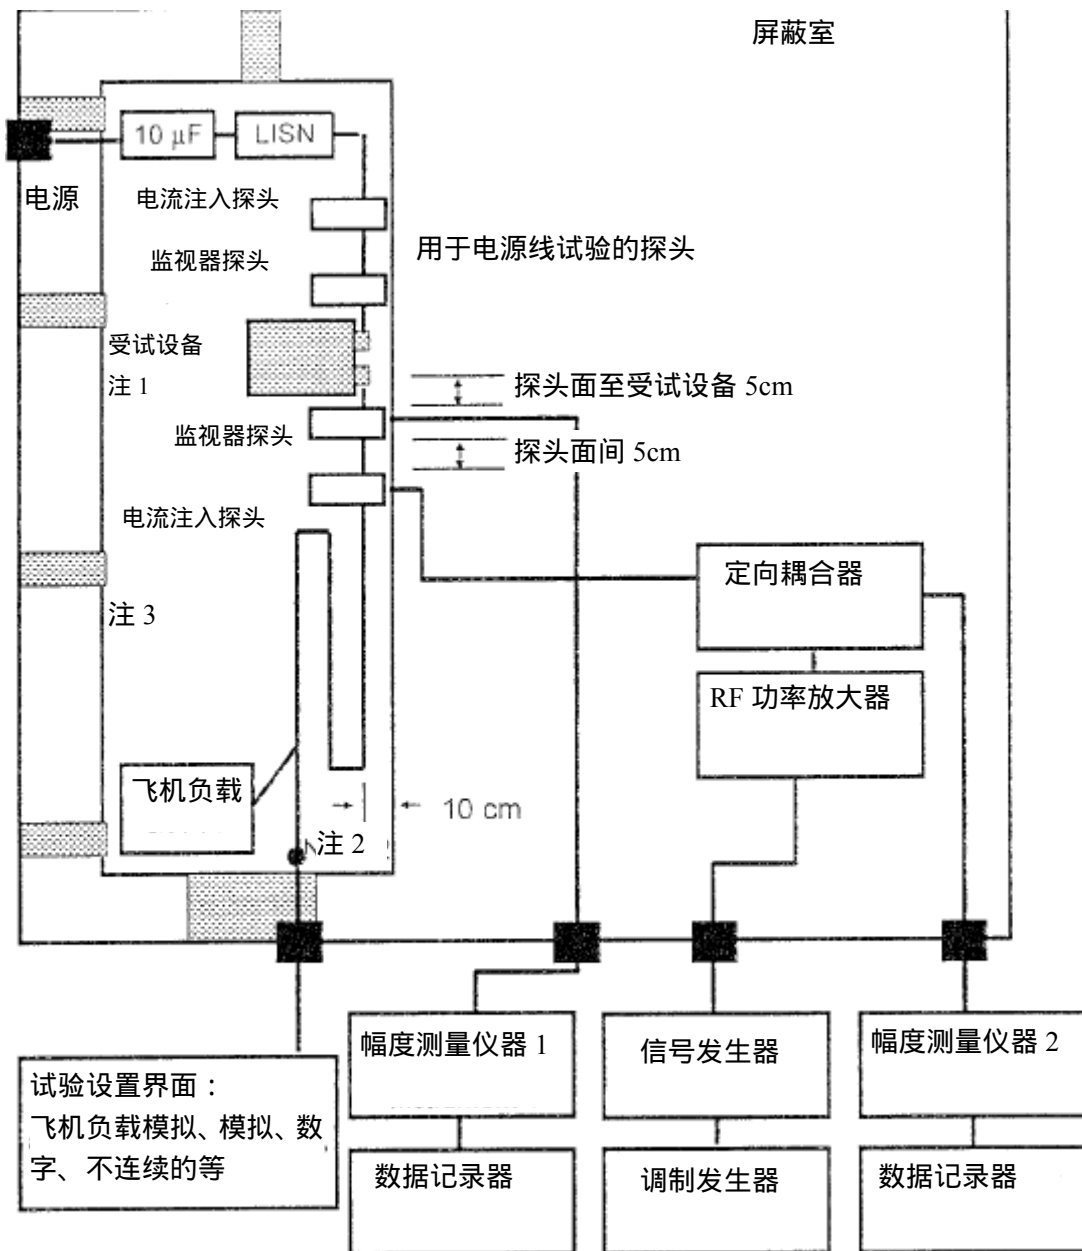 屏蔽室
10 μF
LISN
电源
电流注入探头
监视器探头
用于电源线试验的探头
受试设备
注 1
探头面至受试设备 5cm
监视器探头
探头面间 5cm
电流注入探头
定向耦合器
注 3
RF 功率放大器
飞机负载
10 cm
注 2
幅度测量仪器 1
信号发生器
幅度测量仪器 2
试验设置界面：
飞机负载模拟、模拟、数
字、不连续的等
数据记录器
调制发生器
数据记录器